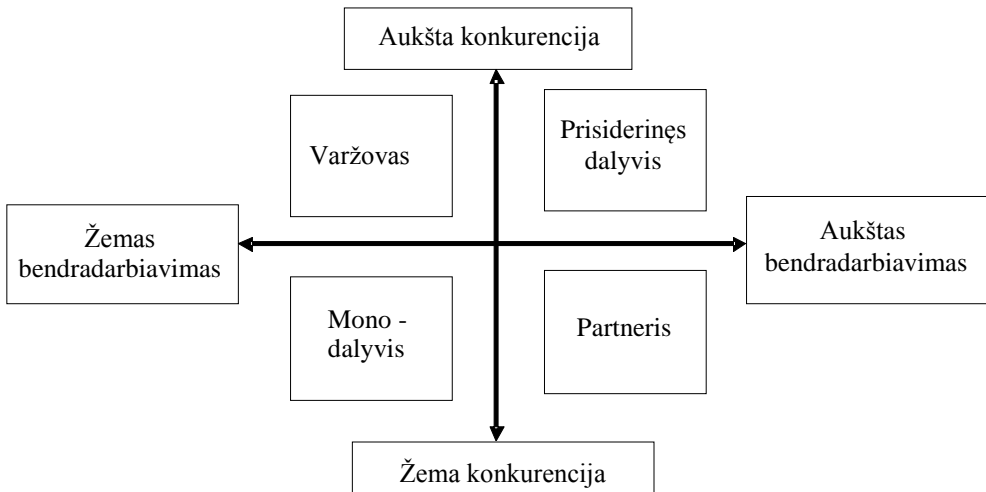 Aukšta konkurencija
Varžovas
Prisiderinęs
dalyvis
Žemas
bendradarbiavimas
Aukštas
bendradarbiavimas
Mono -
dalyvis
Partneris
Žema konkurencija